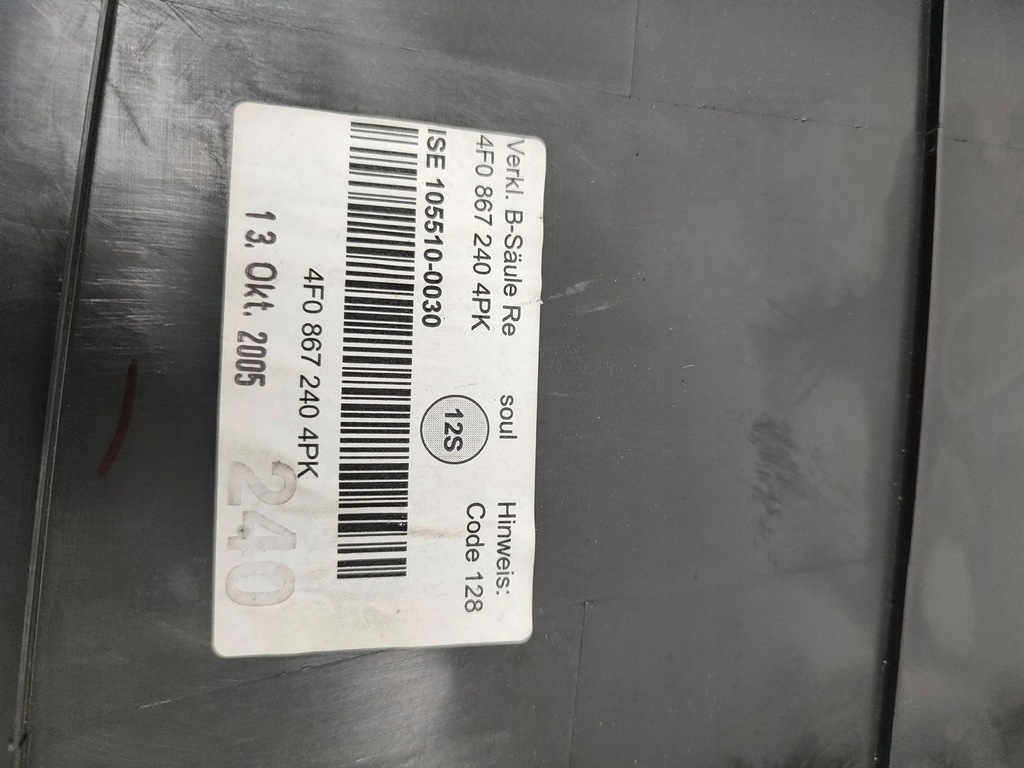 Verkl. B-Säule Re soul Hinweis:
4F0 867 240 4PK Code 128
ISE 105510-0030 12S
4F0 867 240 4PK
13. Okt. 2005 240